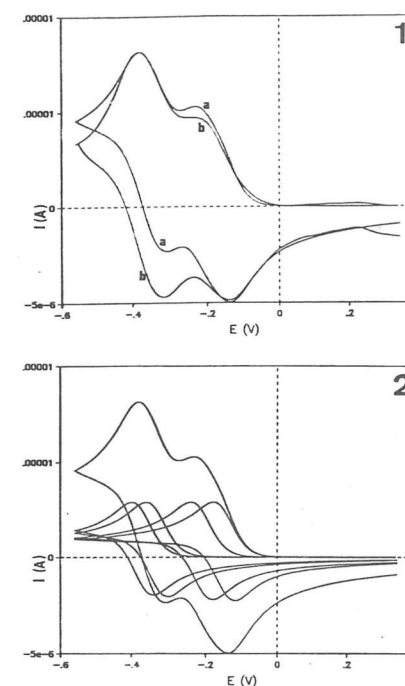 1
.00001
.00001
0
-5e-6
I (A)
a
b
a
b
-.6
-.4
-.2
0
.2
E (V)
2
.00001
.00001
0
-5e-6
I (A)
-.6
-.4
-.2
0
.2
E (V)